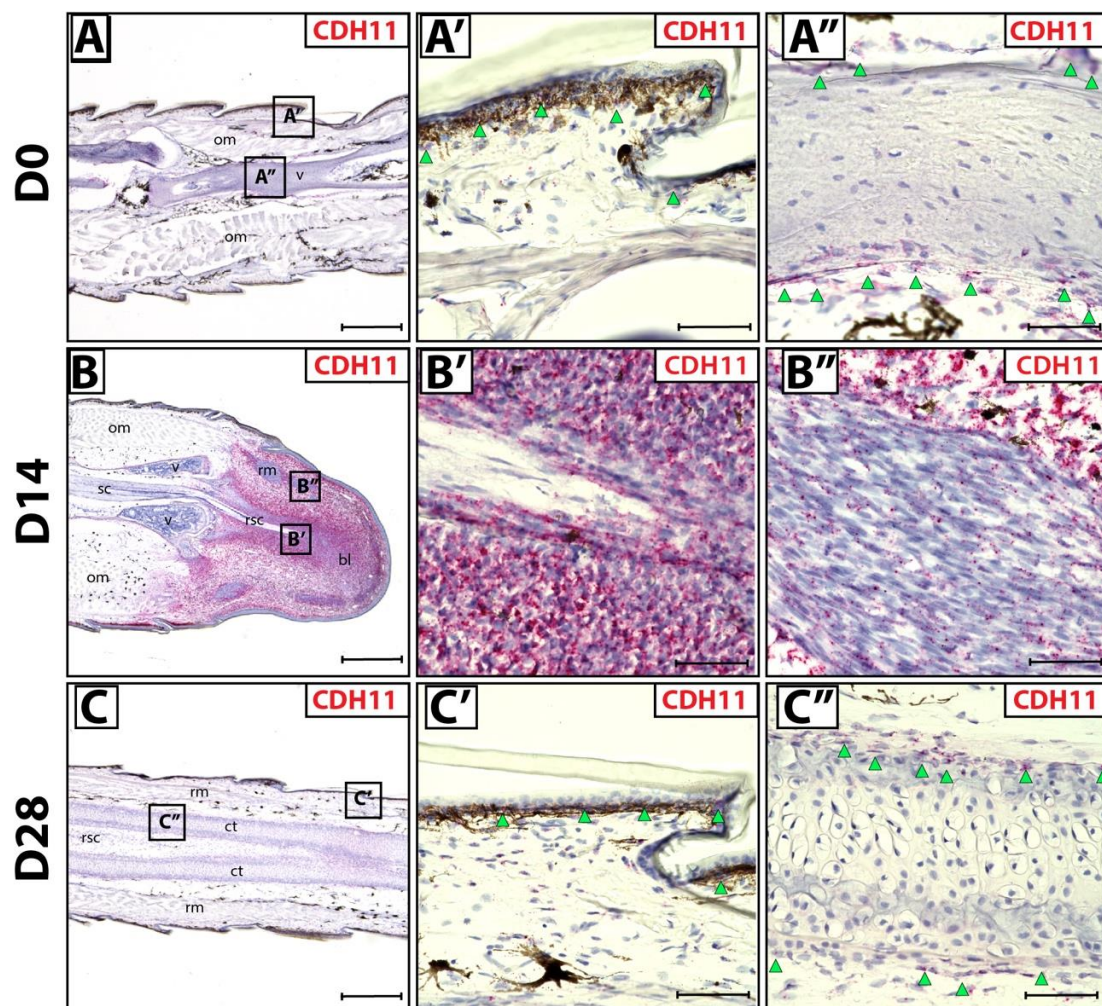 D0
A
CDH11
A'
om
A''
v
om
A'
CDH11
A''
CDH11
D14
B
CDH11
om
v
rm
B''
sc
rsc
B'
v
bl
om
B'
CDH11
B''
CDH11
D28
C
CDH11
rm
C'
C''
ct
rsc
ct
rm
C'
CDH11
C''
CDH11